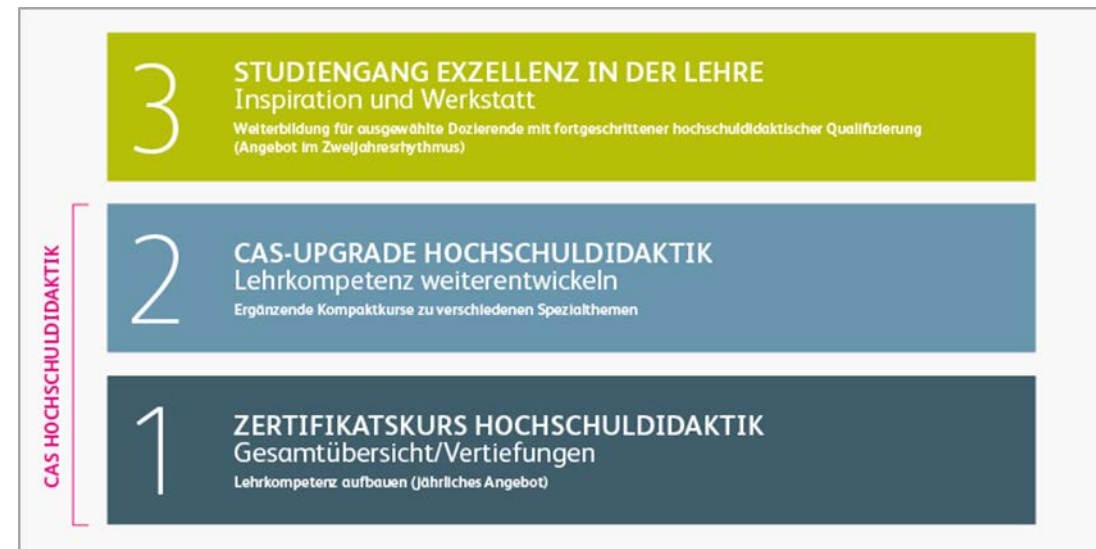 3
STUDIENGANG EXZELLENZ IN DER LEHRE
Inspiration und Werkstatt
Weiterbildung für ausgewählte Dozierende mit fortgeschrittener hochschuldidaktischer Qualifizierung
(Angebot im Zweijahresrhythmus)
CAS HOCHSCHULDIDAKTIK
2
CAS-UPGRADE HOCHSCHULDIDAKTIK
Lehrkompetenz weiterentwickeln
Ergänzende Kompaktkurse zu verschiedenen Spezialthemen
1
ZERTIFIKATSKURS HOCHSCHULDIDAKTIK
Gesamtübersicht/Vertiefungen
Lehrkompetenz aufbauen (Jährliches Angebot)